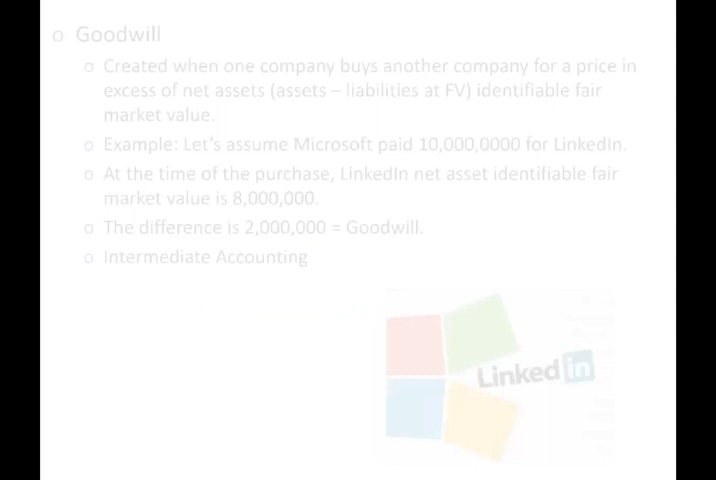 o Goodwill
o Created when one company buys another company for a price in
excess of net assets (assets – liabilities at FV) identifiable fair
market value.
o Example: Let's assume Microsoft paid 10,000,0000 for LinkedIn.
o At the time of the purchase, LinkedIn net asset identifiable fair
market value is 8,000,000.
o The difference is 2,000,000 = Goodwill.
o Intermediate Accounting
Linked in